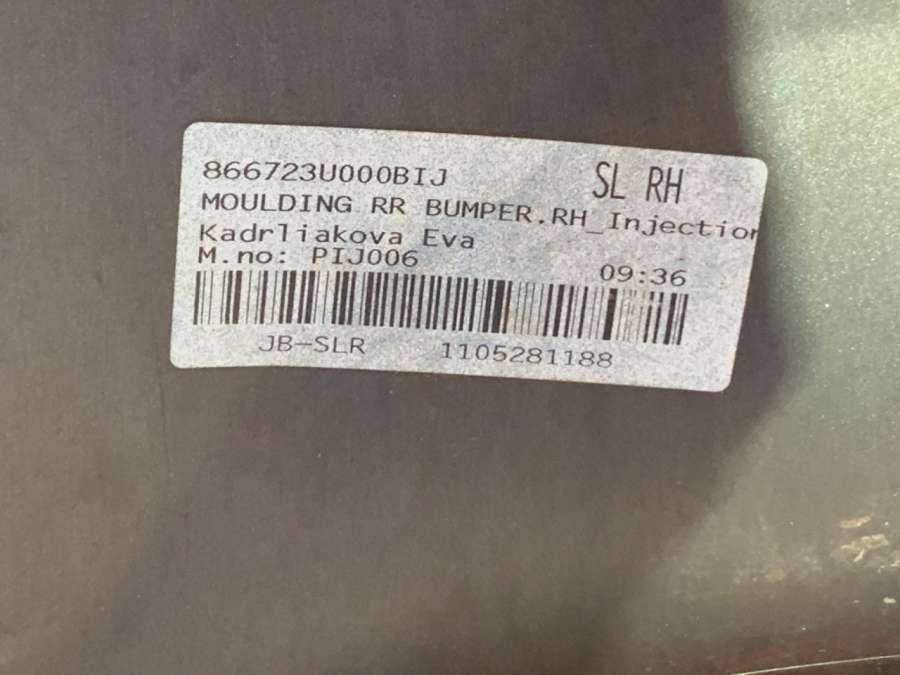 866723U000BIJ SL RH
MOULDING RR BUMPER.RH_Injection
Kadrliakova Eva
M.no: PIJ006 09:36
JB-SLR 1105281188